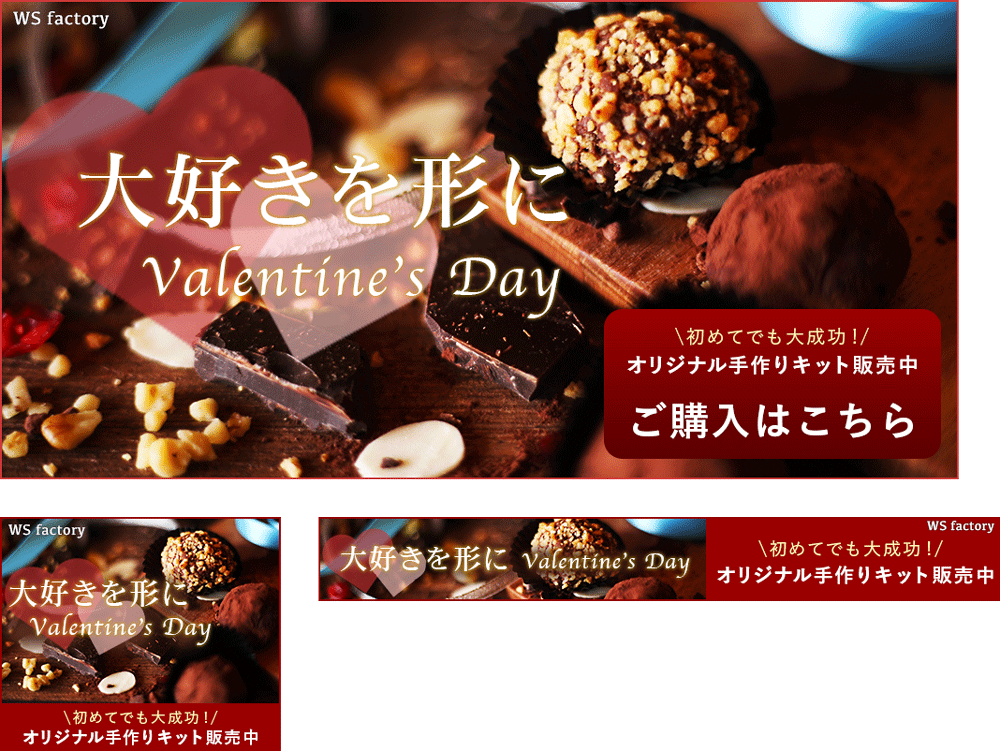 WS factory
大好きを形に
Valentine's Day
\初めてでも大成功！/
オリジナル手作りキット販売中
ご購入はこちら
WS factory
大好きを形に
Valentine's Day
\初めてでも大成功！/
オリジナル手作りキット販売中
大好きを形に Valentine's Day
WS factory
\初めてでも大成功！/
オリジナル手作りキット販売中